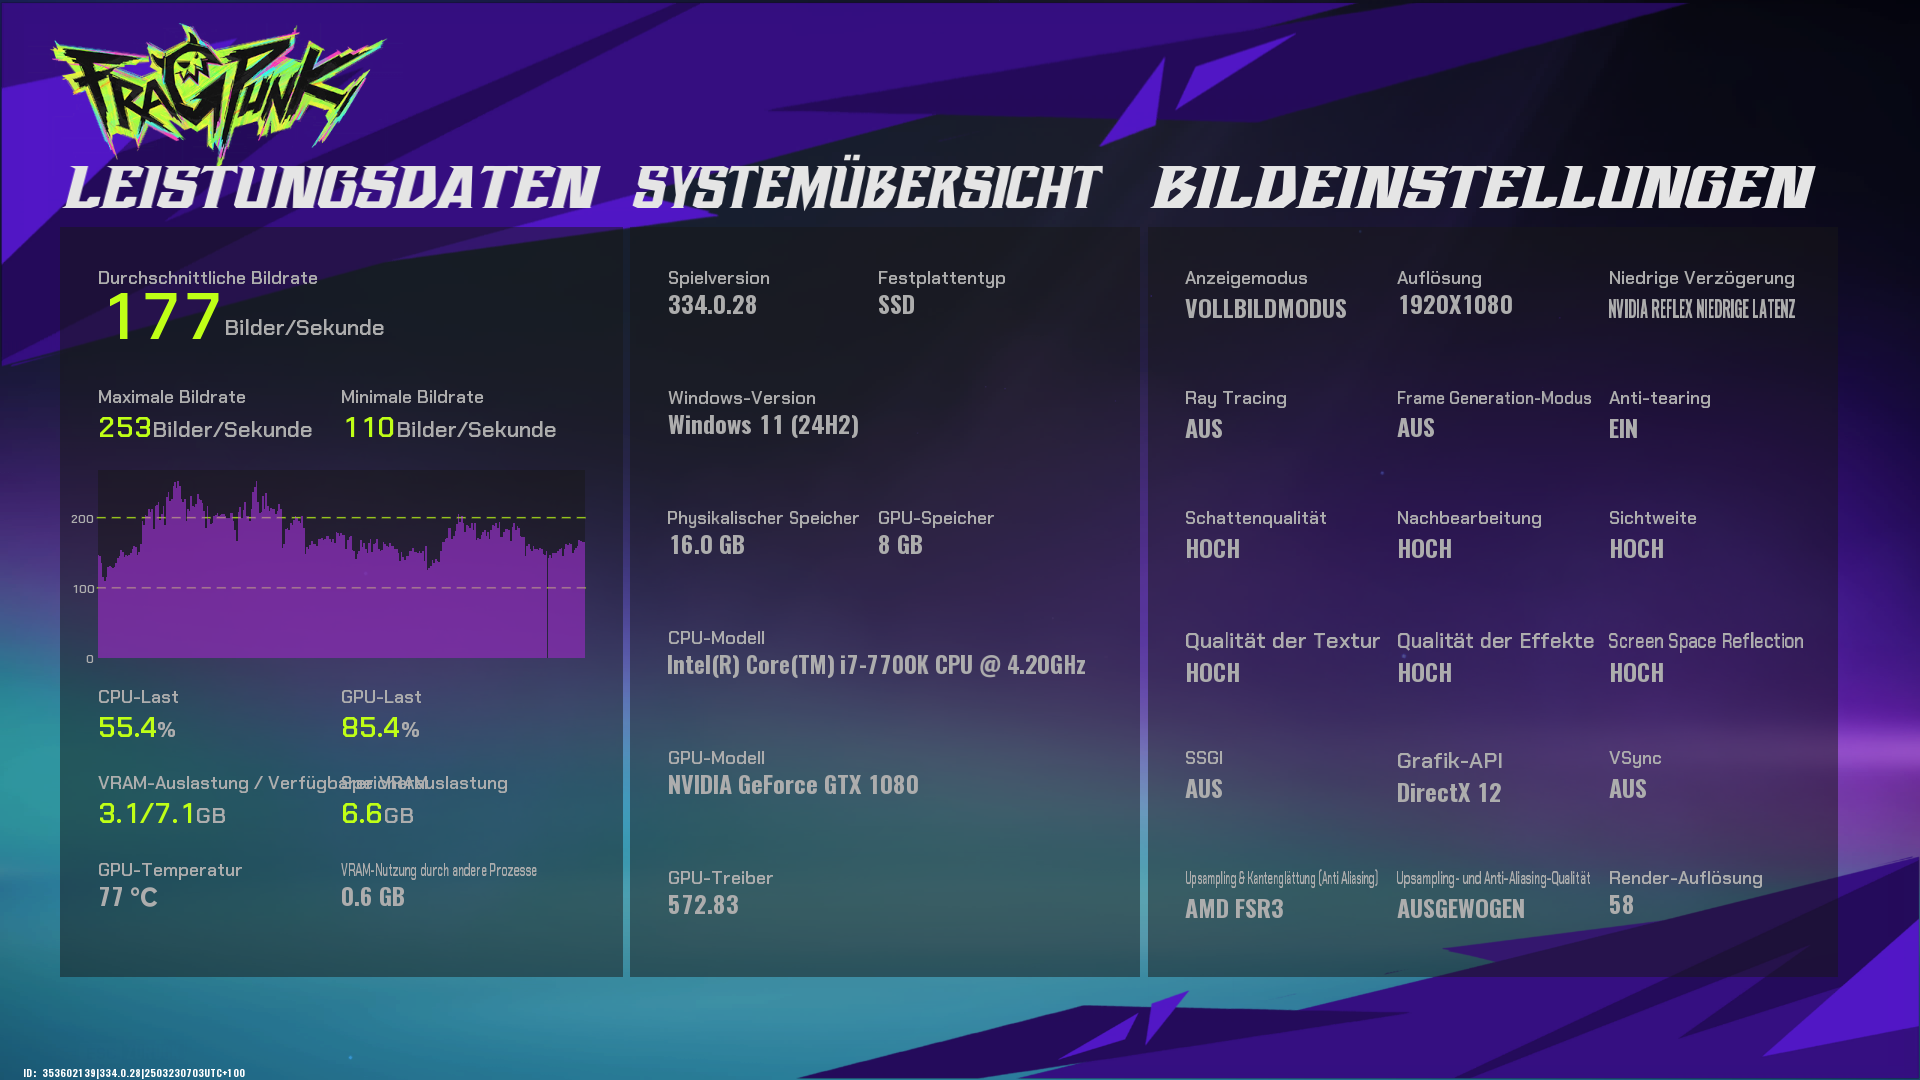 FRAGPUNK
LEISTUNGSDATEN
Durchschnittliche Bildrate
177 Bilder/Sekunde
Maximale Bildrate
253Bilder/Sekunde
Minimale Bildrate
110Bilder/Sekunde
200
100
0
CPU-Last
55.4%
GPU-Last
85.4%
VRAM-Auslastung / Verfügbarer VRAM
3.1/7.1GB
Speicherauslastung
6.6GB
GPU-Temperatur
77 °C
VRAM-Nutzung durch andere Prozesse
0.6 GB
SYSTEMÜBERSICHT
Spielversion
334.0.28
Festplattentyp
SSD
Windows-Version
Windows 11 (24H2)
Physikalischer Speicher
16.0 GB
GPU-Speicher
8 GB
CPU-Modell
Intel(R) Core(TM) i7-7700K CPU @ 4.20GHz
GPU-Modell
NVIDIA GeForce GTX 1080
GPU-Treiber
572.83
BILDEINSTELLUNGEN
Anzeigemodus
VOLLBILDMODUS
Auflösung
1920X1080
Niedrige Verzögerung
NVIDIA REFLEX NIEDRIGE LATENZ
Ray Tracing
AUS
Frame Generation-Modus
AUS
Anti-tearing
EIN
Schattenqualität
HOCH
Nachbearbeitung
HOCH
Sichtweite
HOCH
Qualität der Textur
HOCH
Qualität der Effekte
HOCH
Screen Space Reflection
HOCH
SSGI
AUS
Grafik-API
DirectX 12
VSync
AUS
Upsampling & Kantenglättung (Anti Aliasing)
AMD FSR3
Upsampling- und Anti-Aliasing-Qualität
AUSGEWOGEN
Render-Auflösung
58
ID: 353602139|334.0.28|2503230703UTC+100